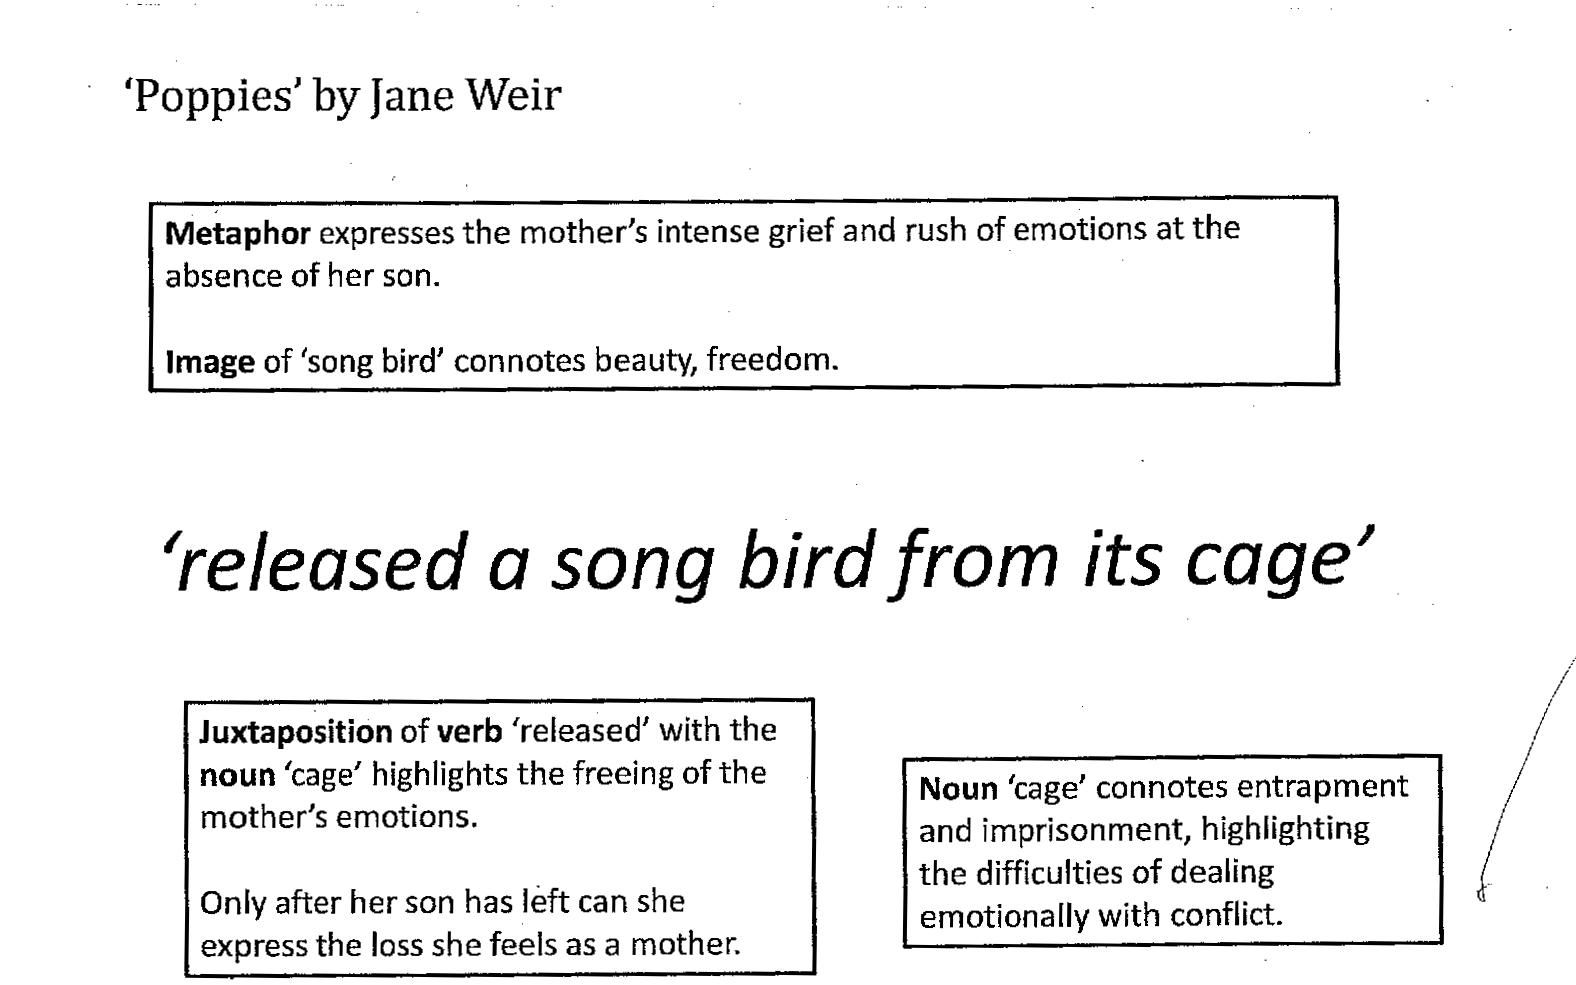 ‘Poppies’ by Jane Weir
Metaphor expresses the mother’s intense grief and rush of emotions at the
absence of her son.
Image of ‘song bird’ connotes beauty, freedom.
‘released a song bird from its cage’
Juxtaposition of verb ‘released’ with the
noun ‘cage’ highlights the freeing of the
mother’s emotions.
Only after her son has left can she
express the loss she feels as a mother.
Noun ‘cage’ connotes entrapment
and imprisonment, highlighting
the difficulties of dealing
emotionally with conflict.